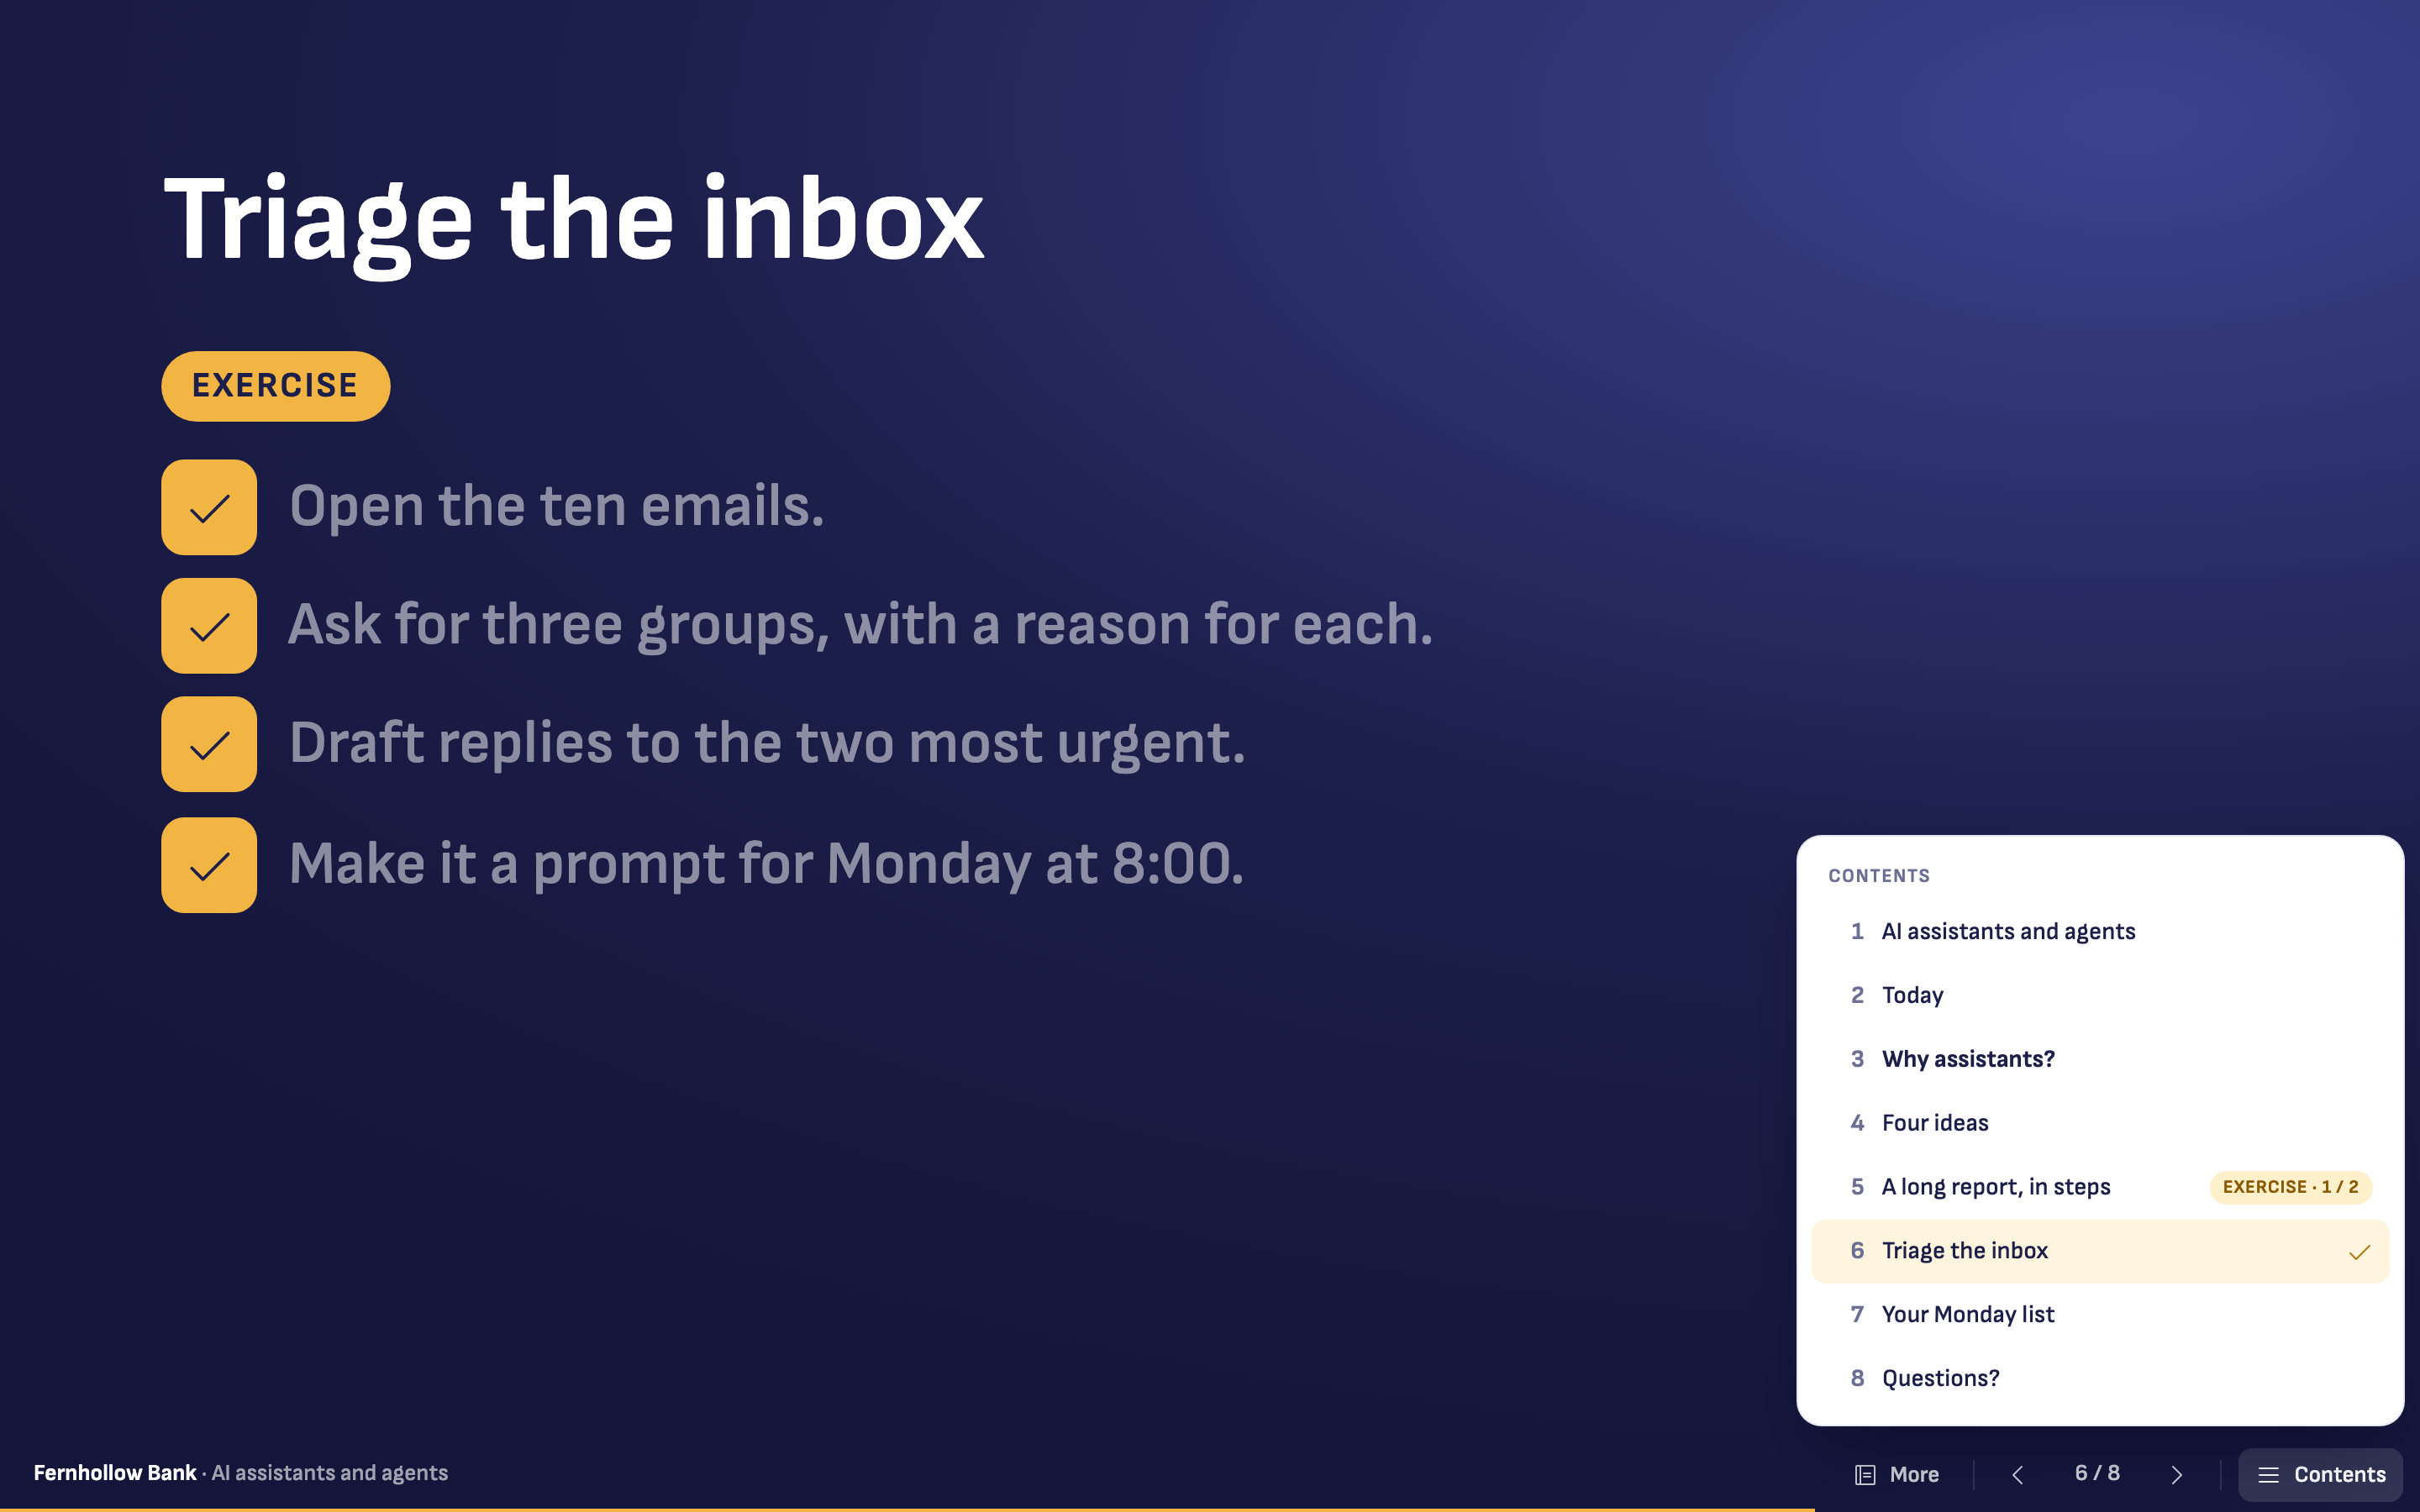 Triage the inbox
EXERCISE
Open the ten emails.
Ask for three groups, with a reason for each.
Draft replies to the two most urgent.
Make it a prompt for Monday at 8:00.
CONTENTS
1 AI assistants and agents
2 Today
3 Why assistants?
4 Four ideas
5 A long report, in steps EXERCISE · 1 / 2
6 Triage the inbox
7 Your Monday list
8 Questions?
Fernhollow Bank · AI assistants and agents
More 6 / 8 Contents